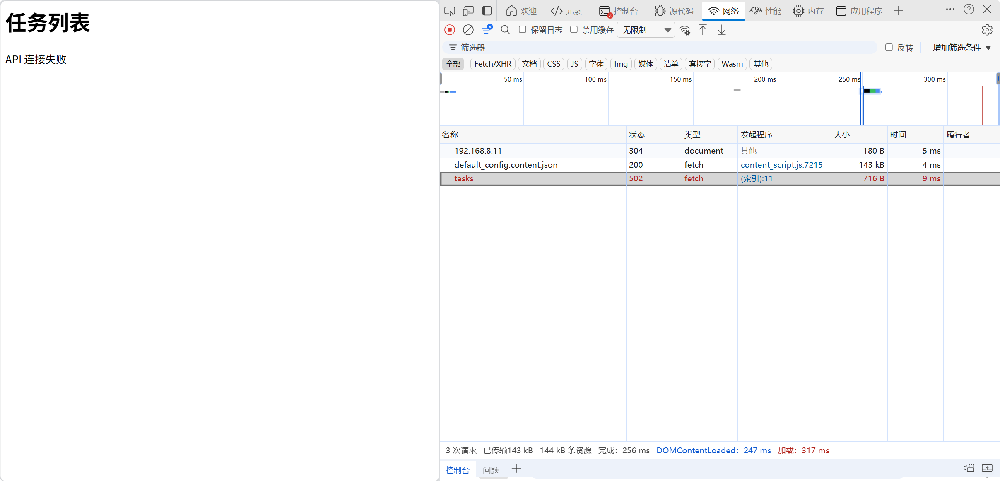 任务列表
API 连接失败
欢迎 元素 控制台 源代码 网络 性能 内存 应用程序
保留日志 禁用缓存 无限制
筛选器 反转 增加筛选条件
全部 Fetch/XHR 文档 CSS JS 字体 Img 媒体 清单 套接字 Wasm 其他
50 ms 100 ms 150 ms 200 ms 250 ms 300 ms
名称 状态 类型 发起程序 大小 时间 履行者
192.168.8.11 304 document 其他 180 B 5 ms
default_config.content.json 200 fetch content_script.js:7215 143 kB 4 ms
tasks 502 fetch (索引):11 716 B 9 ms
3 次请求 已传输143 kB 144 kB 条资源 完成：256 ms DOMContentLoaded：247 ms 加载：317 ms
控制台 问题